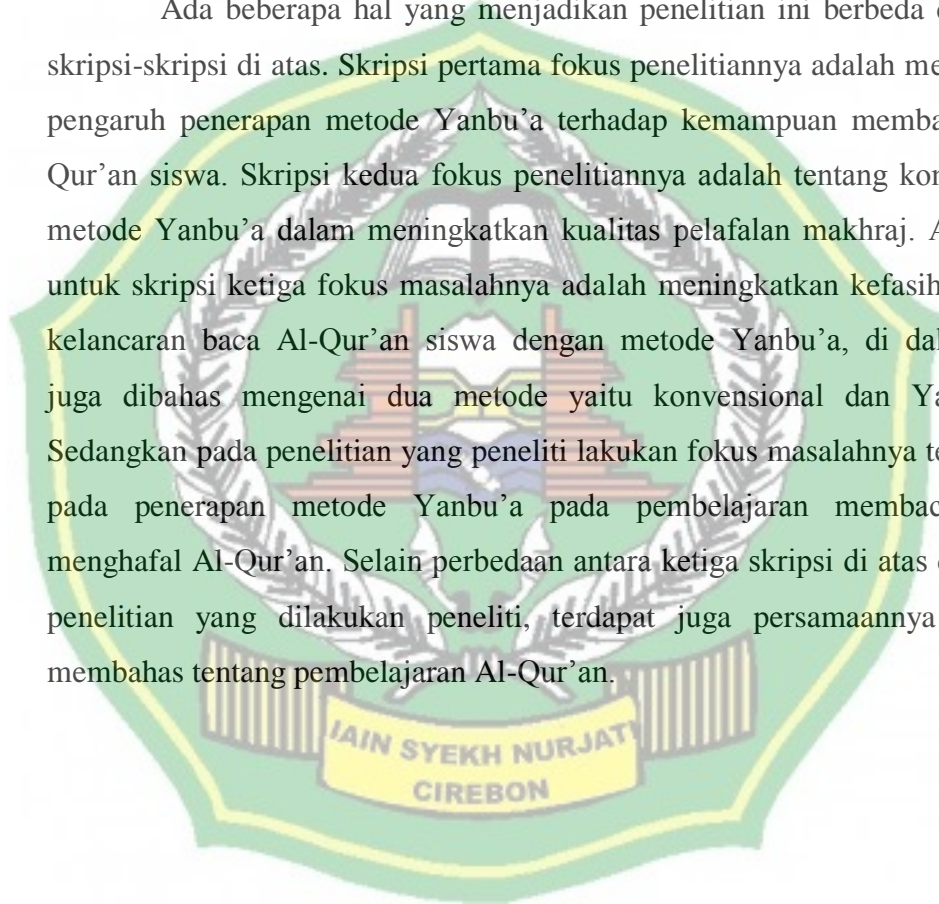 Ada beberapa hal yang menjadikan penelitian ini berbeda
skripsi-skripsi di atas. Skripsi pertama fokus penelitiannya adalah
pengaruh penerapan metode Yanbu’a terhadap kemampuan
Qur’an siswa. Skripsi kedua fokus penelitiannya adalah tentang
metode Yanbu’a dalam meningkatkan kualitas pelafalan makhraj.
untuk skripsi ketiga fokus masalahnya adalah meningkatkan
kelancaran baca Al-Qur’an siswa dengan metode Yanbu’a, di
juga dibahas mengenai dua metode yaitu konvensional dan
Sedangkan pada penelitian yang peneliti lakukan fokus masalahnya
pada penerapan metode Yanbu’a pada pembelajaran
menghafal Al-Qur’an. Selain perbedaan antara ketiga skripsi di atas
penelitian yang dilakukan peneliti, terdapat juga persamaannya
membahas tentang pembelajaran Al-Qur’an.
IAIN SYEKH NURJATI
CIREBON